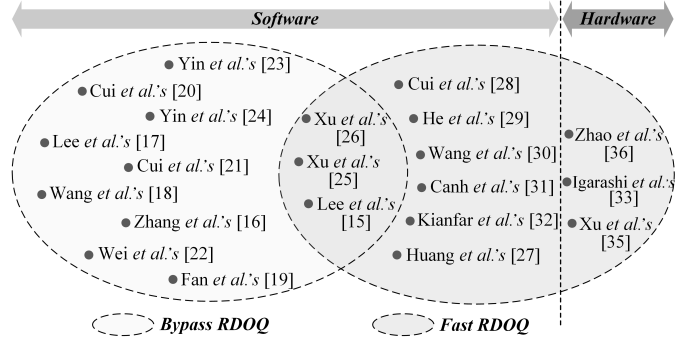 Software
Hardware
Yin et al.'s [23]
Cui et al.'s [20]
Yin et al.'s [24]
Lee et al.'s [17]
Cui et al.'s [21]
Wang et al.'s [18]
Zhang et al.'s [16]
Wei et al.'s [22]
Fan et al.'s [19]
Xu et al.'s
[26]
Xu et al.'s
[25]
Lee et al.'s
[15]
Cui et al.'s [28]
He et al.'s [29]
Wang et al.'s [30]
Canh et al.'s [31]
Kianfar et al.'s [32]
Huang et al.'s [27]
Zhao et al.'s
[36]
Igarashi et al.'s
[33]
Xu et al.'s
[35]
Bypass RDOQ
Fast RDOQ